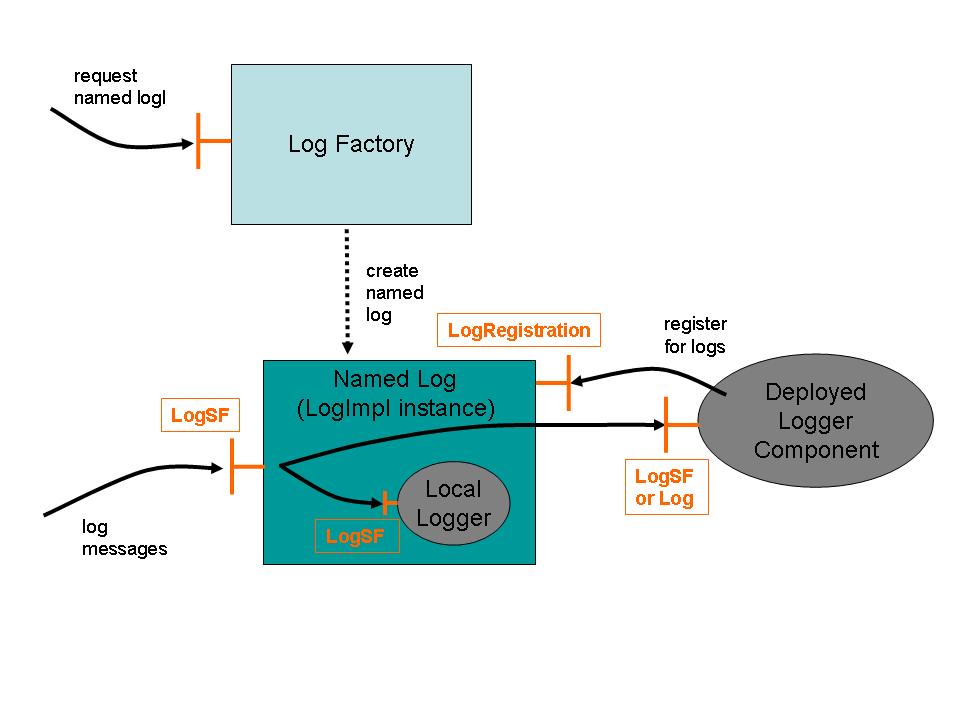 request
named logl
Log Factory
create
named
log
LogRegistration
register
for logs
Named Log
(LogImpl instance)
Deployed
Logger
Component
LogSF
LogSF
or Log
Local
Logger
LogSF
log
messages